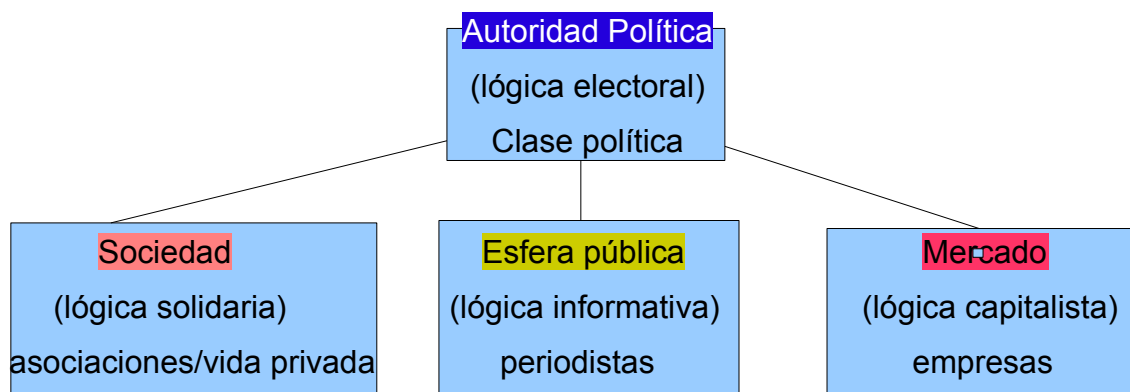 Autoridad Política
(lógica electoral)
Clase política
Sociedad
(lógica solidaria)
asociaciones/vida privada
Esfera pública
(lógica informativa)
periodistas
Mercado
(lógica capitalista)
empresas